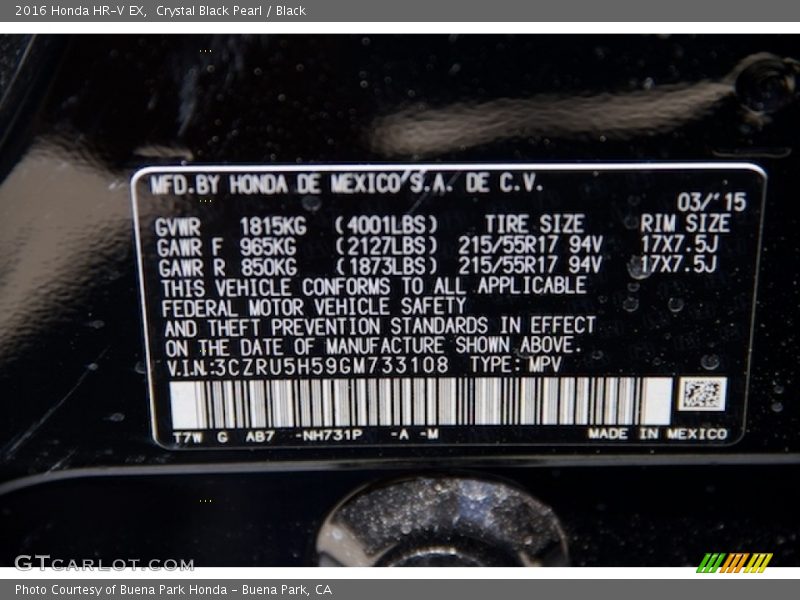 2016 Honda HR-V EX,  Crystal Black Pearl / Black
MFD.BY HONDA DE MEXICO S.A. DE C.V.
03/'15
GVWR 1815KG (4001LBS) TIRE SIZE RIM SIZE
GAWR F 965KG (2127LBS) 215/55R17 94V 17X7.5J
GAWR R 850KG (1873LBS) 215/55R17 94V 17X7.5J
THIS VEHICLE CONFORMS TO ALL APPLICABLE
FEDERAL MOTOR VEHICLE SAFETY
AND THEFT PREVENTION STANDARDS IN EFFECT
ON THE DATE OF MANUFACTURE SHOWN ABOVE.
V.I.N.:3CZRU5H59GM733108 TYPE: MPV
T7W G AB7 -NH731P -A -M MADE IN MEXICO
GTCARLOT.COM
Photo Courtesy of Buena Park Honda - Buena Park, CA